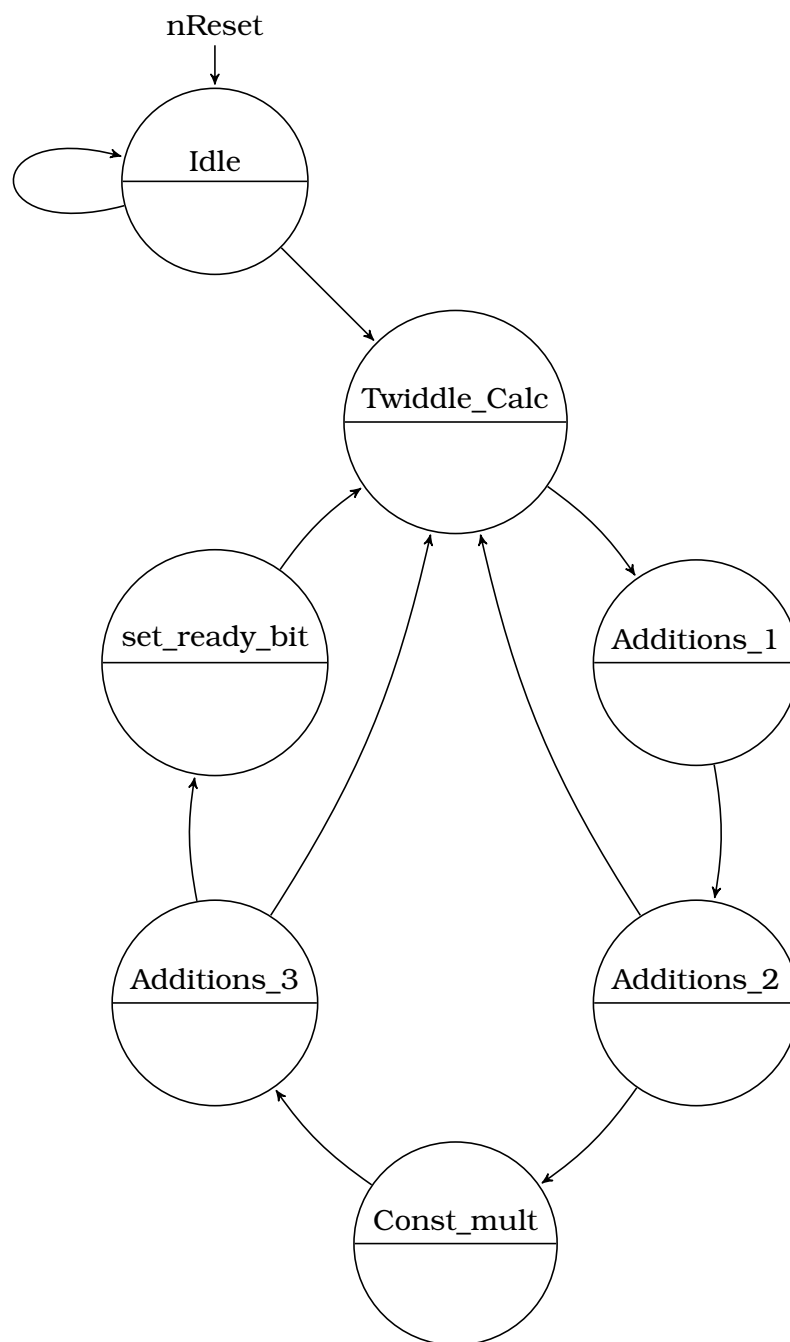 nReset
Idle
Twiddle_Calc
set_ready_bit
Additions_1
Additions_3
Additions_2
Const_mult